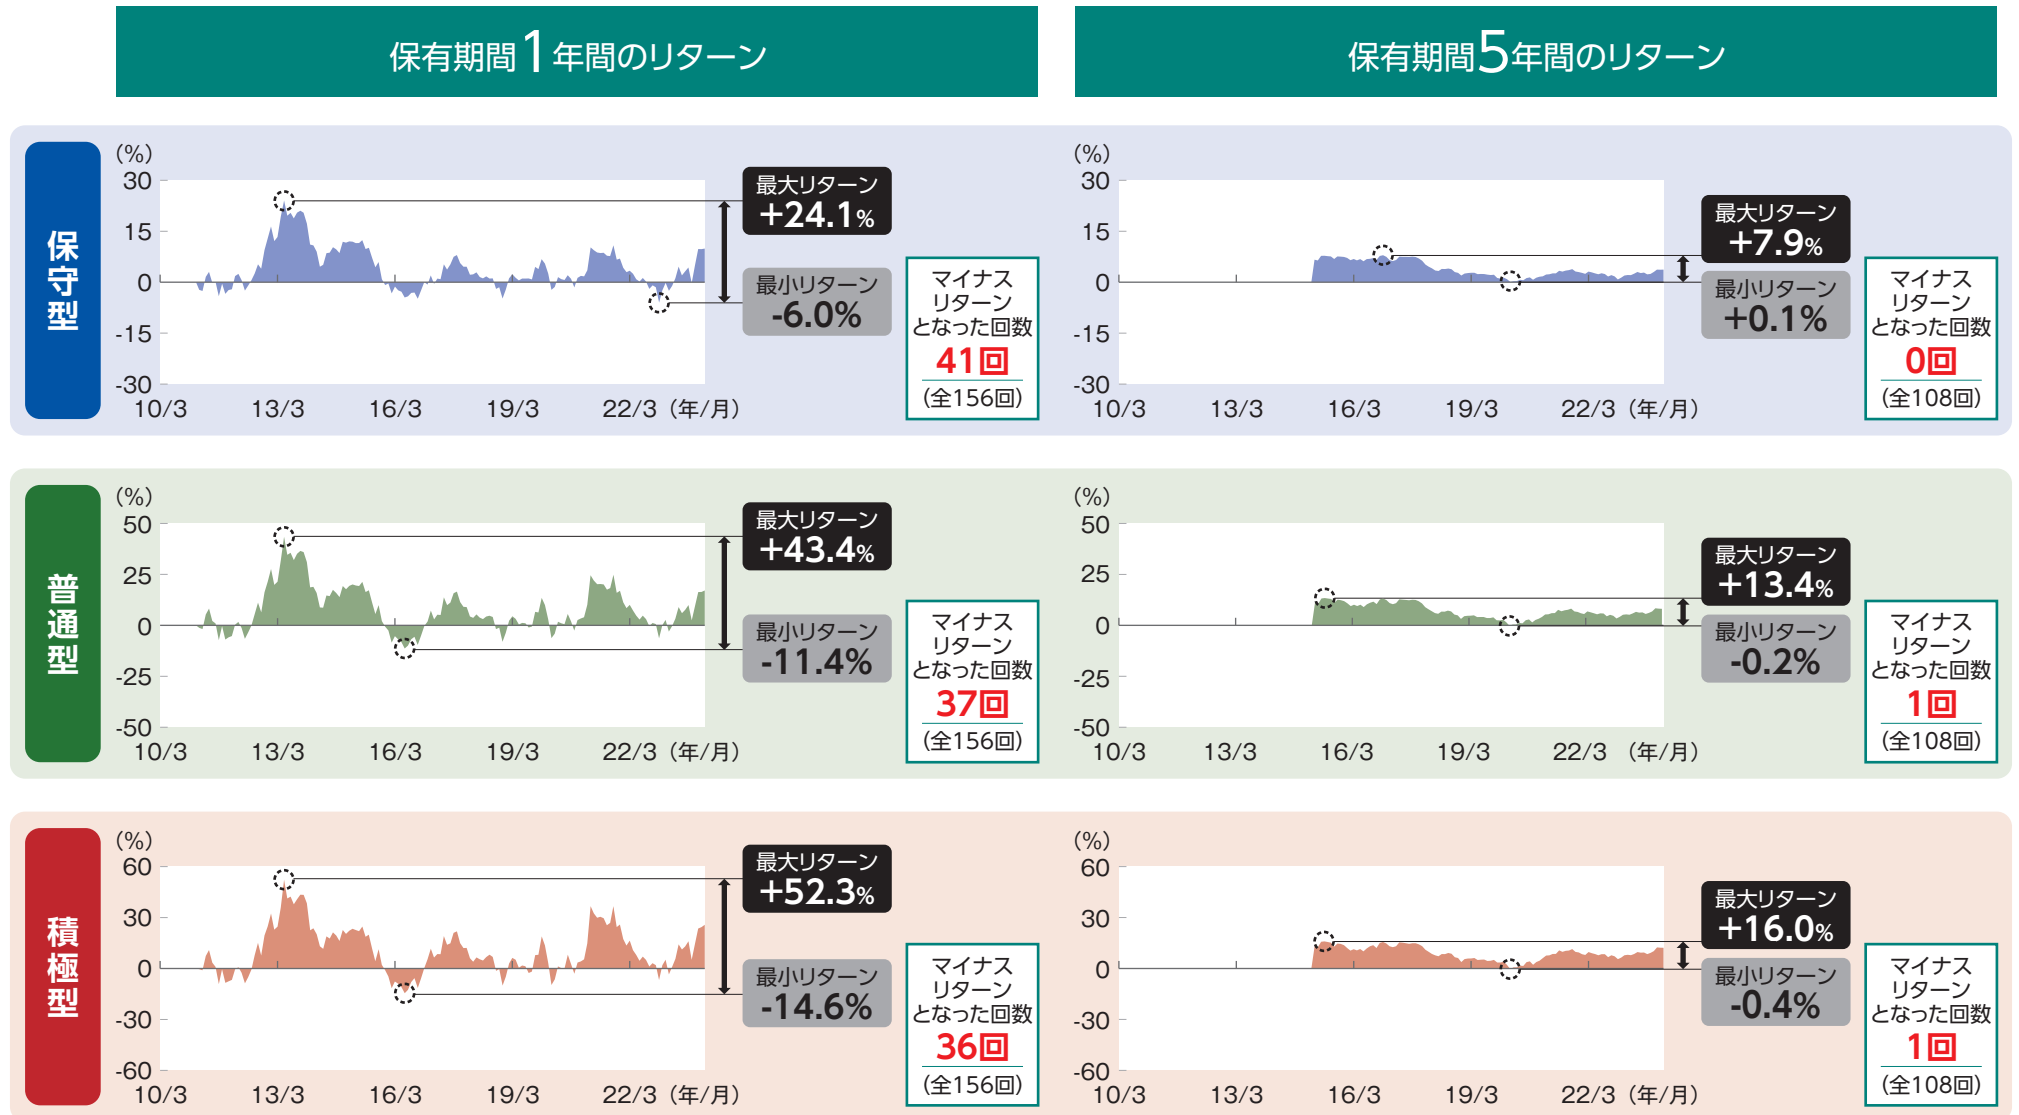 保有期間1年間のリターン
保有期間5年間のリターン
保守型
(%)
30
15
0
-15
-30
10/3 13/3 16/3 19/3 22/3 (年/月)
最大リターン
+24.1%
最小リターン
-6.0%
マイナス
リターン
となった回数
41回
(全156回)
(%)
30
15
0
-15
-30
10/3 13/3 16/3 19/3 22/3 (年/月)
最大リターン
+7.9%
最小リターン
+0.1%
マイナス
リターン
となった回数
0回
(全108回)
普通型
(%)
50
25
0
-25
-50
10/3 13/3 16/3 19/3 22/3 (年/月)
最大リターン
+43.4%
最小リターン
-11.4%
マイナス
リターン
となった回数
37回
(全156回)
(%)
50
25
0
-25
-50
10/3 13/3 16/3 19/3 22/3 (年/月)
最大リターン
+13.4%
最小リターン
-0.2%
マイナス
リターン
となった回数
1回
(全108回)
積極型
(%)
60
30
0
-30
-60
10/3 13/3 16/3 19/3 22/3 (年/月)
最大リターン
+52.3%
最小リターン
-14.6%
マイナス
リターン
となった回数
36回
(全156回)
(%)
60
30
0
-30
-60
10/3 13/3 16/3 19/3 22/3 (年/月)
最大リターン
+16.0%
最小リターン
-0.4%
マイナス
リターン
となった回数
1回
(全108回)